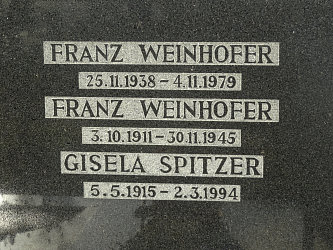 FRANZ WEINHOFER
25.11.1938 – 4.11.1979
FRANZ WEINHOFER
3.10.1911 – 30.11.1945
GISELA SPITZER
5.5.1915 – 2.3.1994